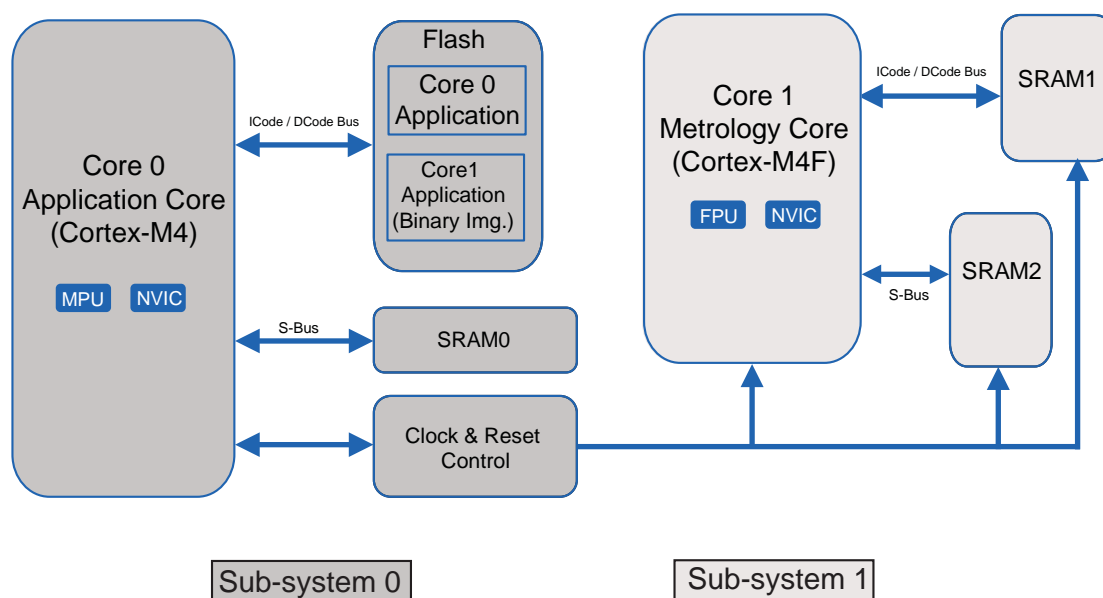 Core 0
Application Core
(Cortex-M4)
MPU
NVIC
ICode / DCode Bus
S-Bus
Flash
Core 0
Application
Core1
Application
(Binary Img.)
SRAM0
Clock & Reset
Control
Core 1
Metrology Core
(Cortex-M4F)
FPU
NVIC
ICode / DCode Bus
S-Bus
SRAM1
SRAM2
Sub-system 0
Sub-system 1